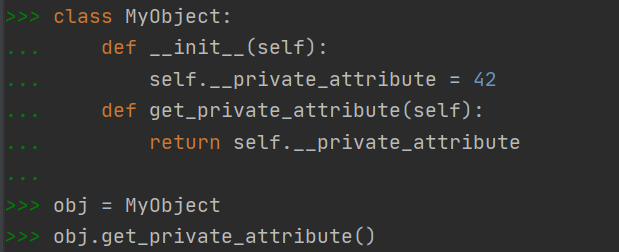 >>> class MyObject:
...     def __init__(self):
...         self.__private_attribute = 42
...     def get_private_attribute(self):
...         return self.__private_attribute
...
>>> obj = MyObject
>>> obj.get_private_attribute()